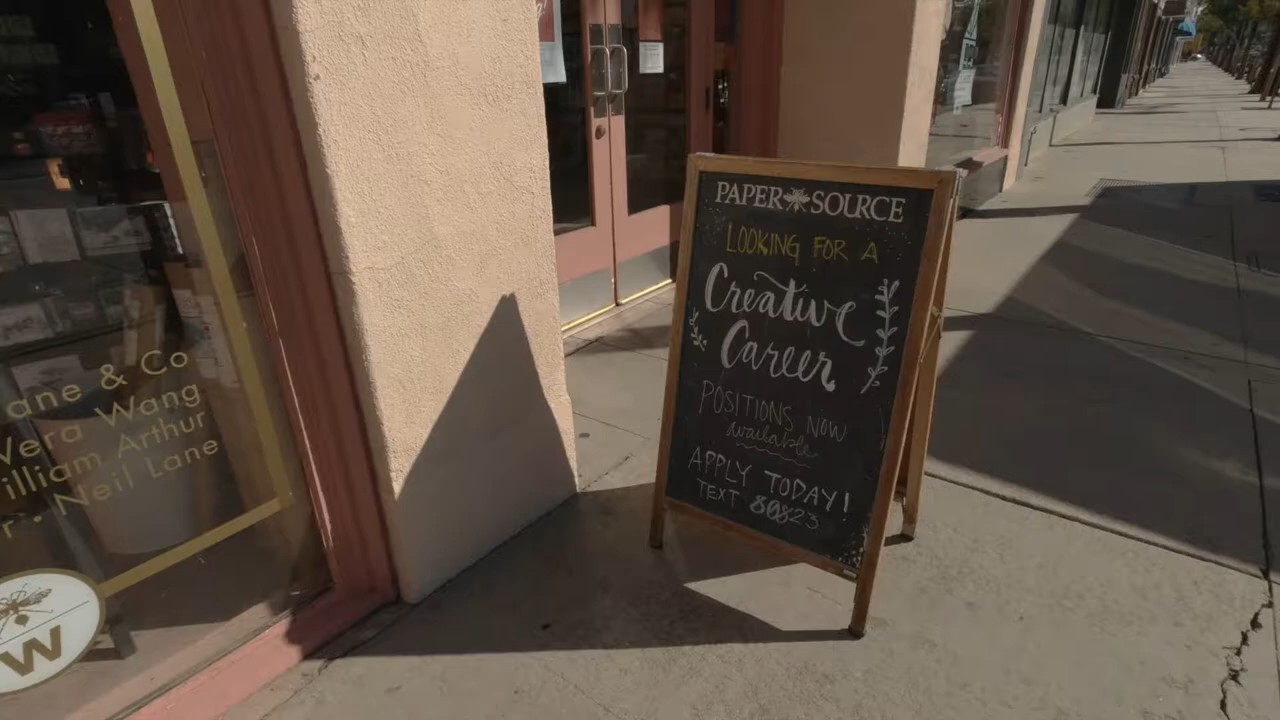 PAPER SOURCE
LOOKING FOR A
Creative
Career
POSITIONS NOW
available
APPLY TODAY!
TEXT 80823
ane & Co
Vera Wang
illiam Arthur
r • Neil Lane
W